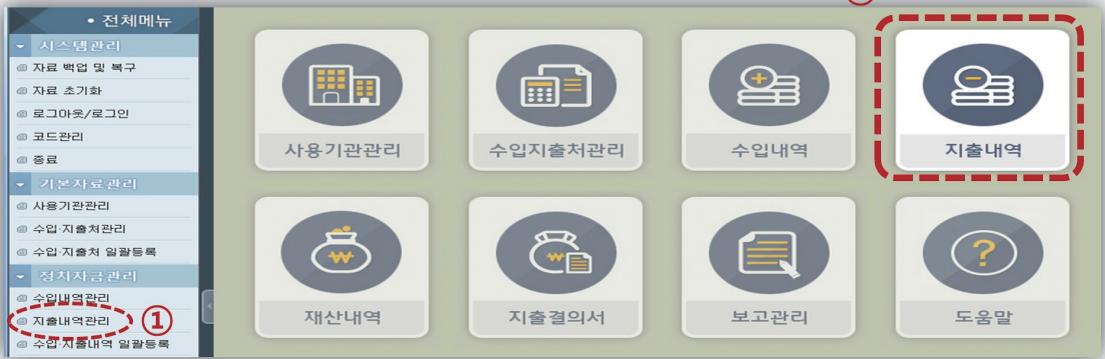 • 전체메뉴
시스템관리
자료 백업 및 복구
자료 초기화
로그아웃/로그인
코드관리
종료
기본자료관리
사용기관관리
수입·지출처관리
수입·지출처 일괄등록
정치자금관리
수입내역관리
지출내역관리 ①
수입·지출내역 일괄등록
사용기관관리
수입지출처관리
수입내역
지출내역
재산내역
지출결의서
보고관리
도움말